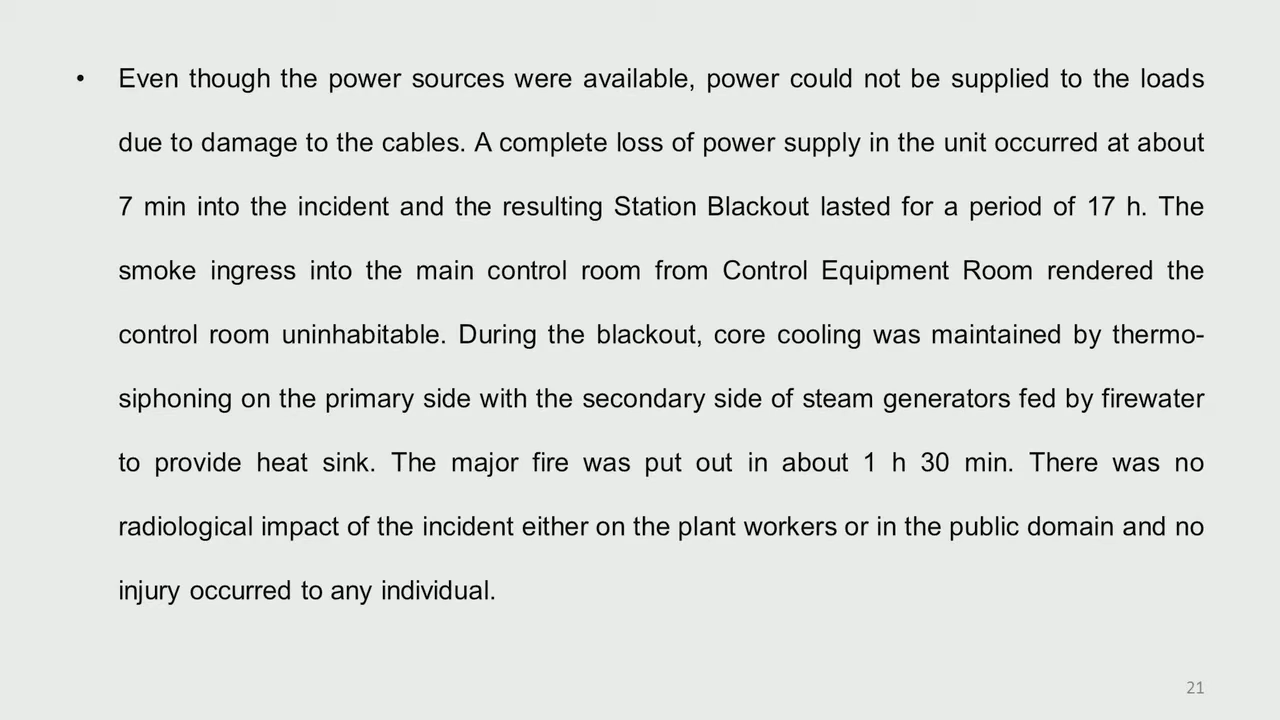 • Even though the power sources were available, power could not be supplied to the loads
due to damage to the cables. A complete loss of power supply in the unit occurred at about
7 min into the incident and the resulting Station Blackout lasted for a period of 17 h. The
smoke ingress into the main control room from Control Equipment Room rendered the
control room uninhabitable. During the blackout, core cooling was maintained by thermo-
siphoning on the primary side with the secondary side of steam generators fed by firewater
to provide heat sink. The major fire was put out in about 1 h 30 min. There was no
radiological impact of the incident either on the plant workers or in the public domain and no
injury occurred to any individual.
21